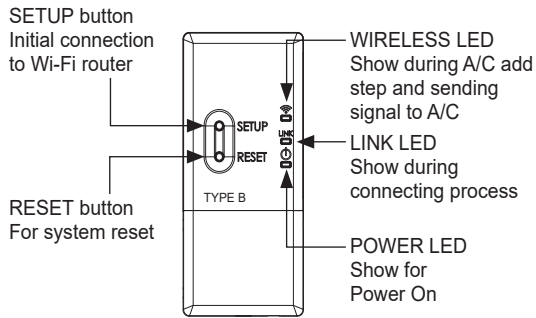 SETUP button
Initial connection
to Wi-Fi router
RESET button
For system reset
SETUP
RESET
LINK
TYPE B
WIRELESS LED
Show during A/C add
step and sending
signal to A/C
LINK LED
Show during
connecting process
POWER LED
Show for
Power On